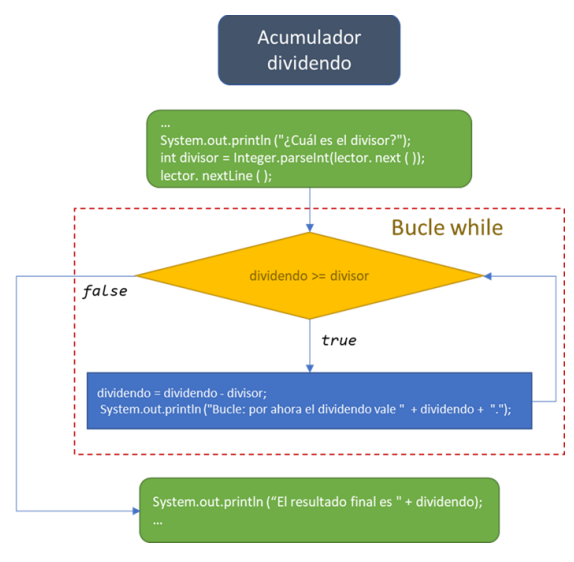 Acumulador
dividendo
...
System.out.println ("¿Cuál es el divisor?");
int divisor = Integer.parseInt(lector. next ( ));
lector. nextLine ( );
Bucle while
dividendo >= divisor
false
true
dividendo = dividendo - divisor;
System.out.println ("Bucle: por ahora el dividendo vale " + dividendo + ".");
System.out.println (“El resultado final es " + dividendo);
...